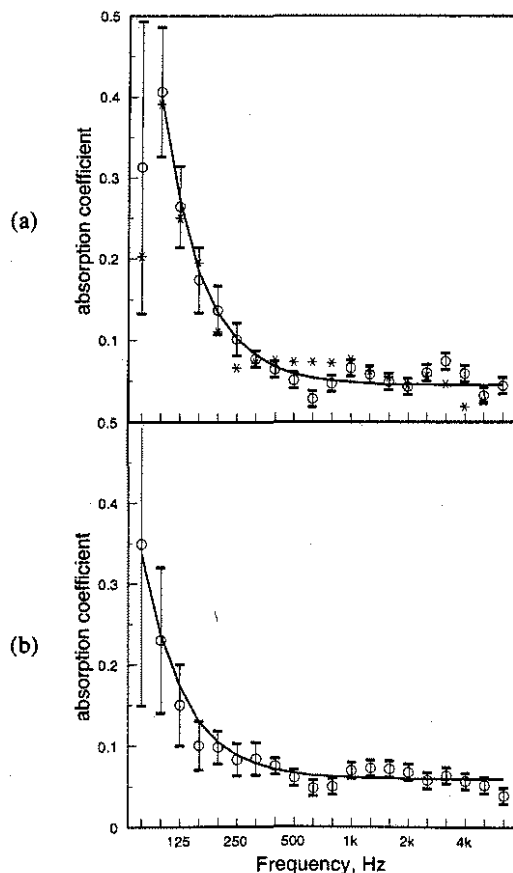 0.5
0.4
(a)
absorption coefficient
0.3
0.2
0.1
0.5
0.4
(b)
absorption coefficient
0.3
0.2
0.1
0
125 250 500 1k 2k 4k
Frequency, Hz